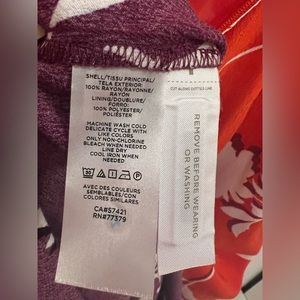 SHELL/TISSU PRINCIPAL/
TELA EXTERIOR
100% RAYON/RAYONNE/
RAYON
LINING/DOUBLURE/
FORRO
100% POLYESTER/
POLIÉSTER
MACHINE WASH COLD
DELICATE CYCLE WITH
LIKE COLORS
ONLY NON-CHLORINE
BLEACH WHEN NEEDED
LINE DRY
COOL IRON WHEN
NEEDED
30
AVEC DES COULEURS
SEMBLABLES/CON
COLORES SIMILARES
CA#57421
RN#77379
CUT ALONG DOTTED LINE
REMOVE BEFORE WEARING
OR WASHING